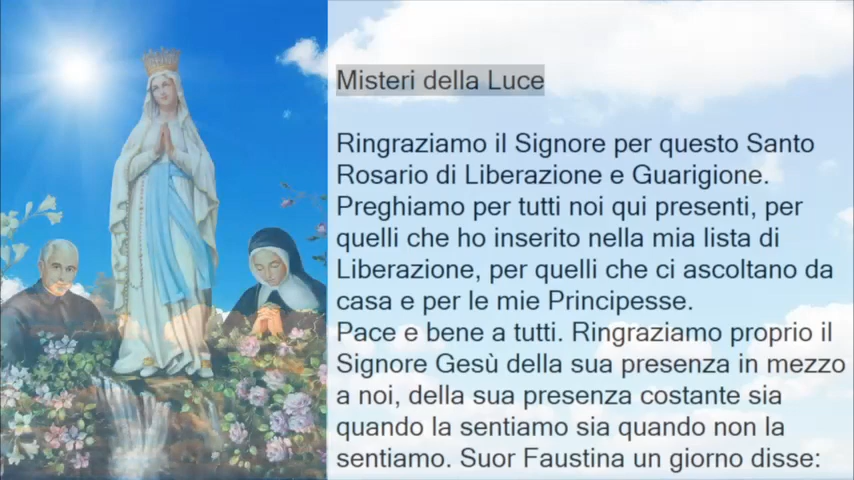 Misteri della Luce
Ringraziamo il Signore per questo Santo
Rosario di Liberazione e Guarigione.
Preghiamo per tutti noi qui presenti, per
quelli che ho inserito nella mia lista di
Liberazione, per quelli che ci ascoltano da
casa e per le mie Principesse.
Pace e bene a tutti. Ringraziamo proprio il
Signore Gesù della sua presenza in mezzo
a noi, della sua presenza costante sia
quando la sentiamo sia quando non la
sentiamo. Suor Faustina un giorno disse: